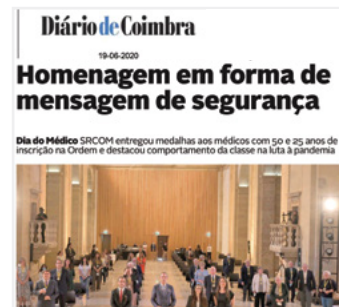 Diário de Coimbra
19-06-2020
Homenagem em forma de
mensagem de segurança
Dia do Médico SRCOM entregou medalhas aos médicos com 50 e 25 anos de
inscrição na Ordem e destacou comportamento da classe na luta à pandemia